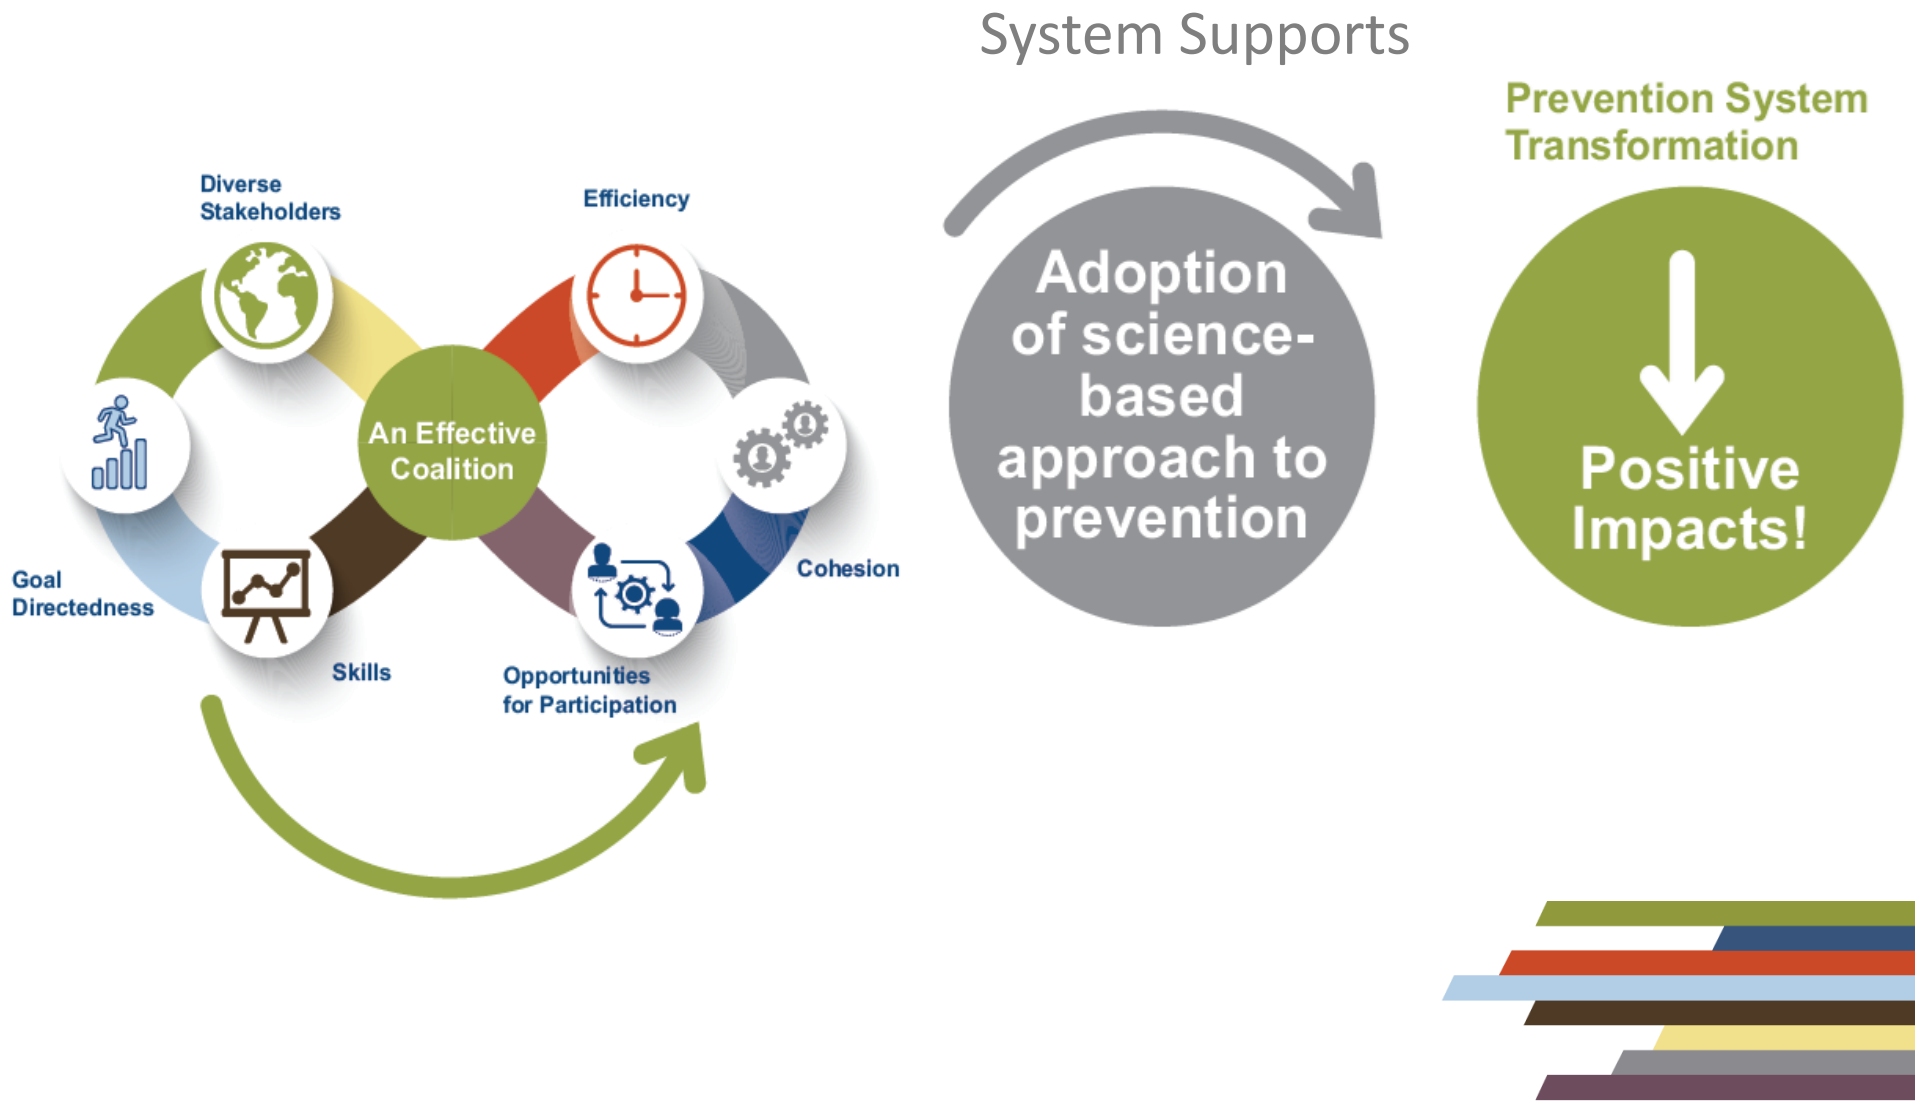 System Supports
Prevention System
Transformation
Diverse
Stakeholders
Efficiency
An Effective
Coalition
Goal
Directedness
Skills
Opportunities
for Participation
Cohesion
Adoption
of science-
based
approach to
prevention
Positive
Impacts!